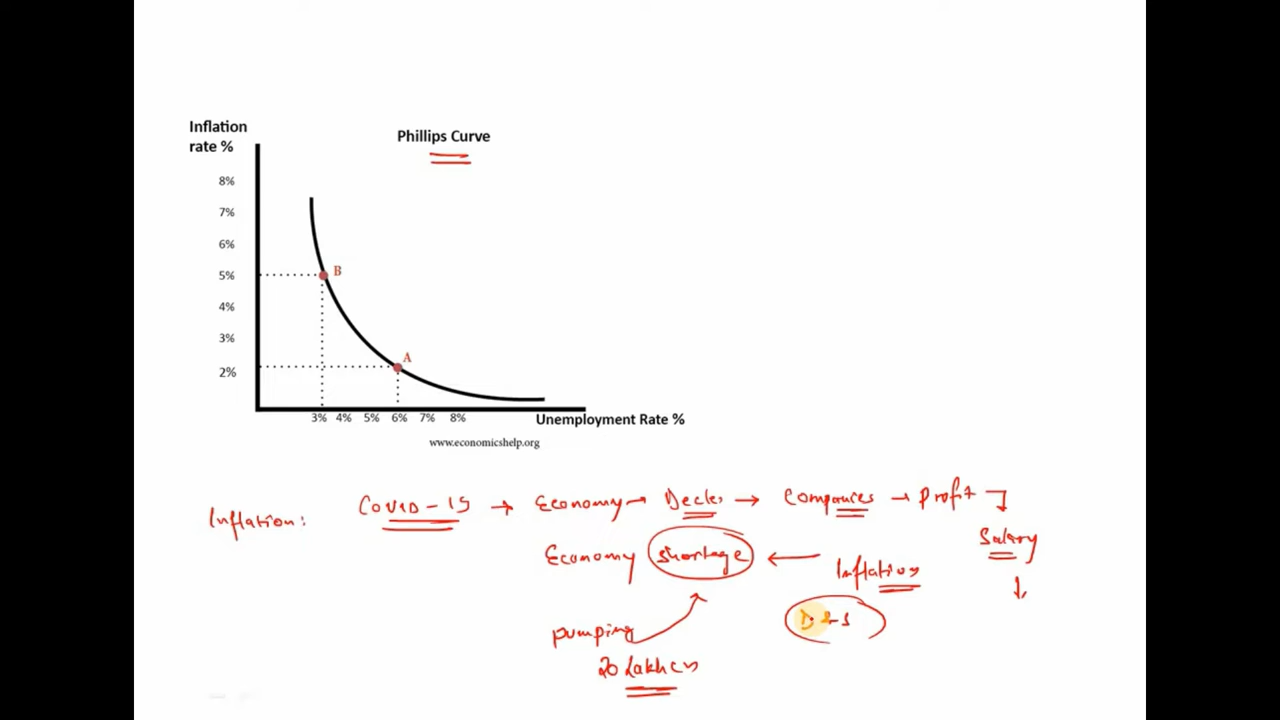 Inflation
rate %
Phillips Curve
8%
7%
6%
5%
4%
3%
2%
B
A
3% 4% 5% 6% 7% 8%
Unemployment Rate %
www.economicshelp.org
Inflation: COVID-19 → Economy → → Companies → Profit
Salary ↓
Economy shortage ← Inflation
D S
pumping
20 Lakh Cr